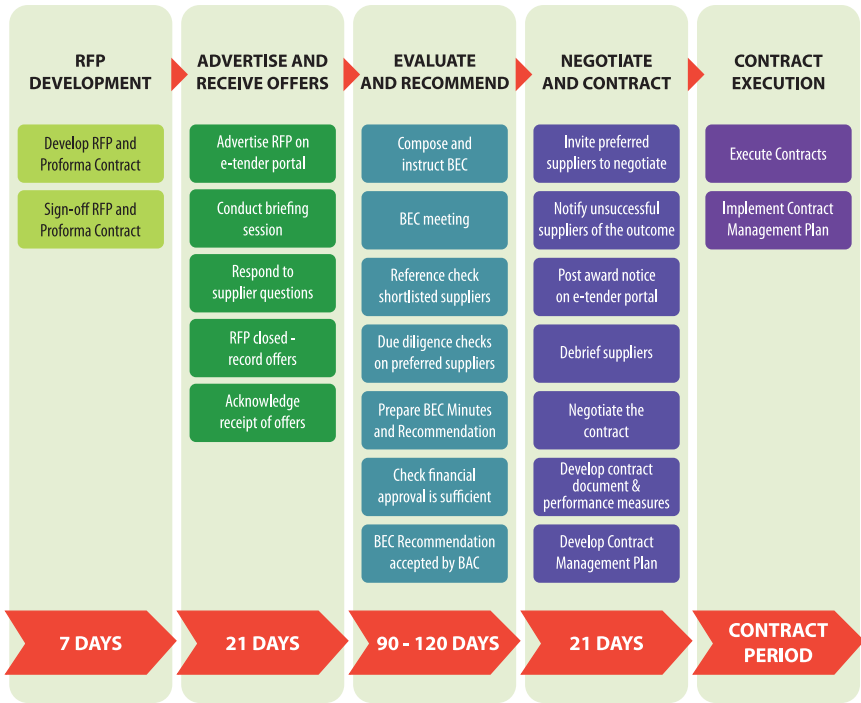 RFP
DEVELOPMENT
Develop RFP and
Proforma Contract
Sign-off RFP and
Proforma Contract
7 DAYS
ADVERTISE AND
RECEIVE OFFERS
Advertise RFP on
e-tender portal
Conduct briefing
session
Respond to
supplier questions
RFP closed -
record offers
Acknowledge
receipt of offers
21 DAYS
EVALUATE
AND RECOMMEND
Compose and
instruct BEC
BEC meeting
Reference check
shortlisted suppliers
Due diligence checks
on preferred suppliers
Prepare BEC Minutes
and Recommendation
Check financial
approval is sufficient
BEC Recommendation
accepted by BAC
90 - 120 DAYS
NEGOTIATE
AND CONTRACT
Invite preferred
suppliers to negotiate
Notify unsuccessful
suppliers of the outcome
Post award notice
on e-tender portal
Debrief suppliers
Negotiate the
contract
Develop contract
document &
performance measures
Develop Contract
Management Plan
21 DAYS
CONTRACT
EXECUTION
Execute Contracts
Implement Contract
Management Plan
CONTRACT
PERIOD